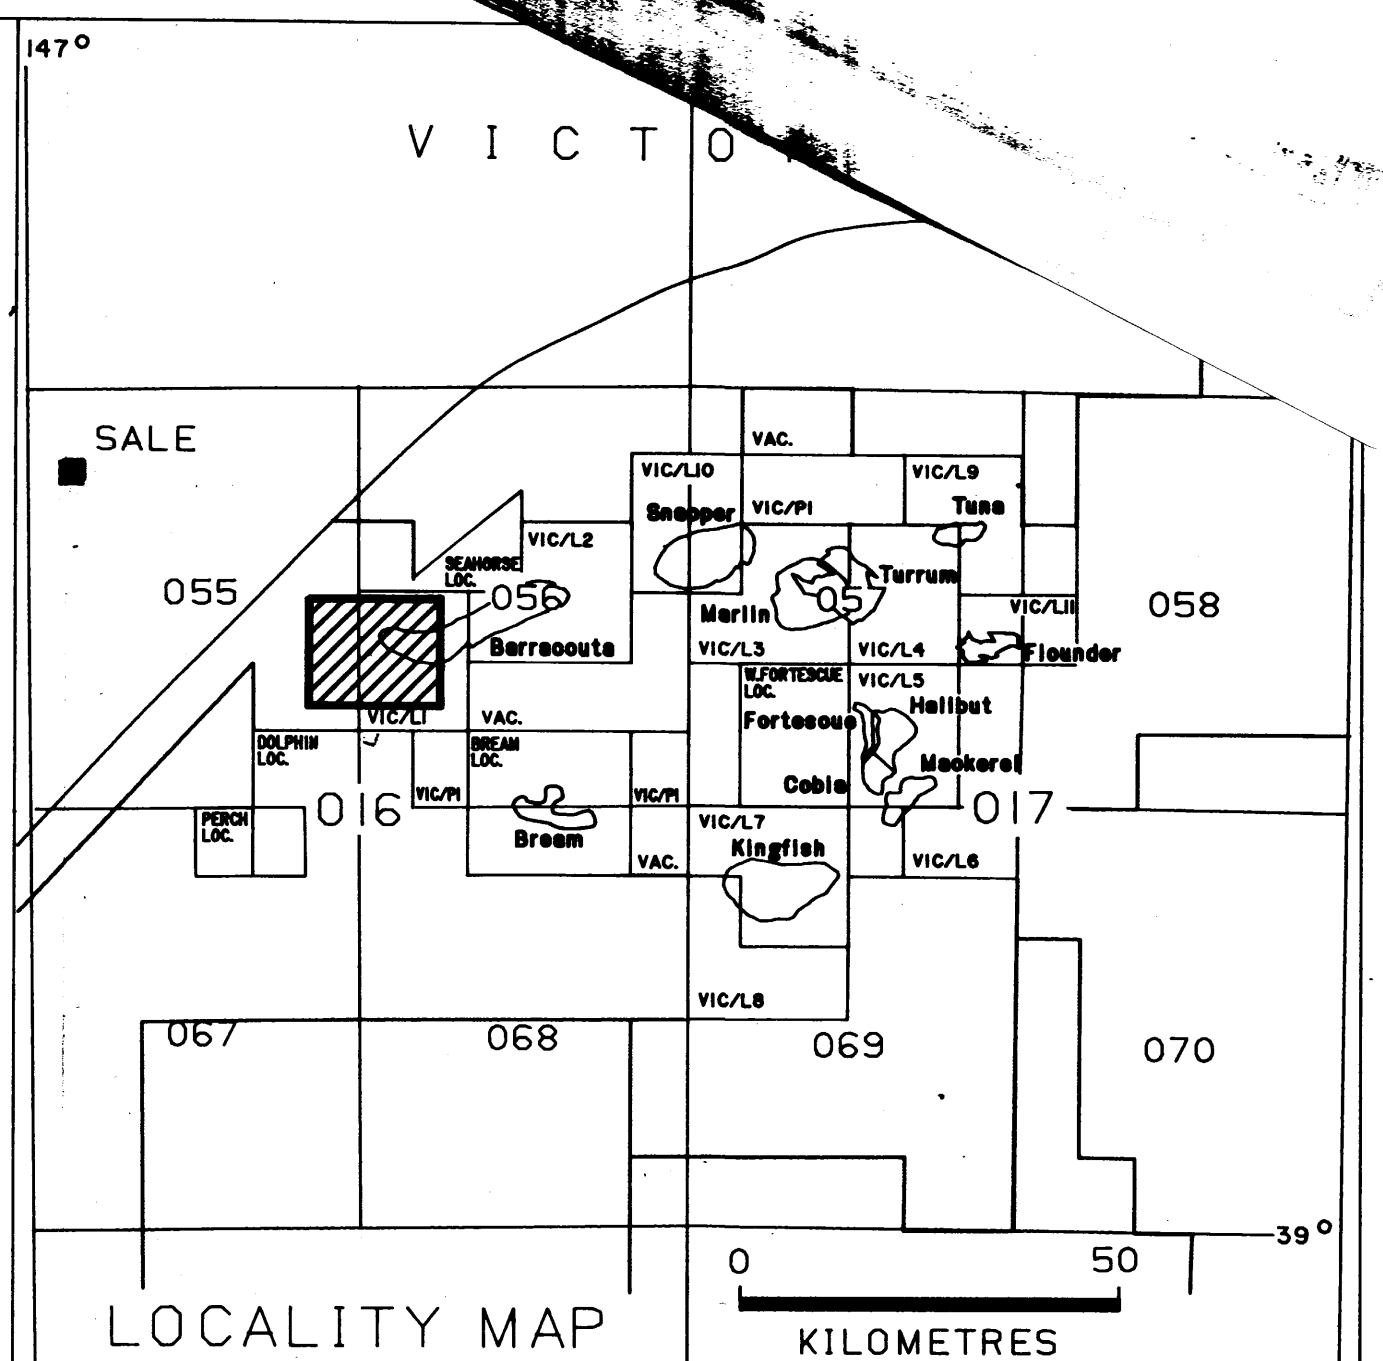 147°
V I C T O
SALE
VAC.
VIC/L10
VIC/L9
Snapper
VIC/P1
Tuna
VIC/L2
SEAHORSE
LOC.
Turrum
055
056
05
058
Marlin
VIC/L11
Barracouta
VIC/L3
VIC/L4
Flounder
W.FORTESCUE
LOC.
VIC/L5
Halibut
VIC/L1
VAC.
Fortescue
DOLPHIN
LOC.
BREAM
LOC.
Mackerel
Cobia
VIC/P1
VIC/P1
016
017
PERCH
LOC.
Bream
VIC/L7
Kingfish
VAC.
VIC/L6
VIC/L8
067
068
069
070
39°
0
50
LOCALITY MAP
KILOMETRES